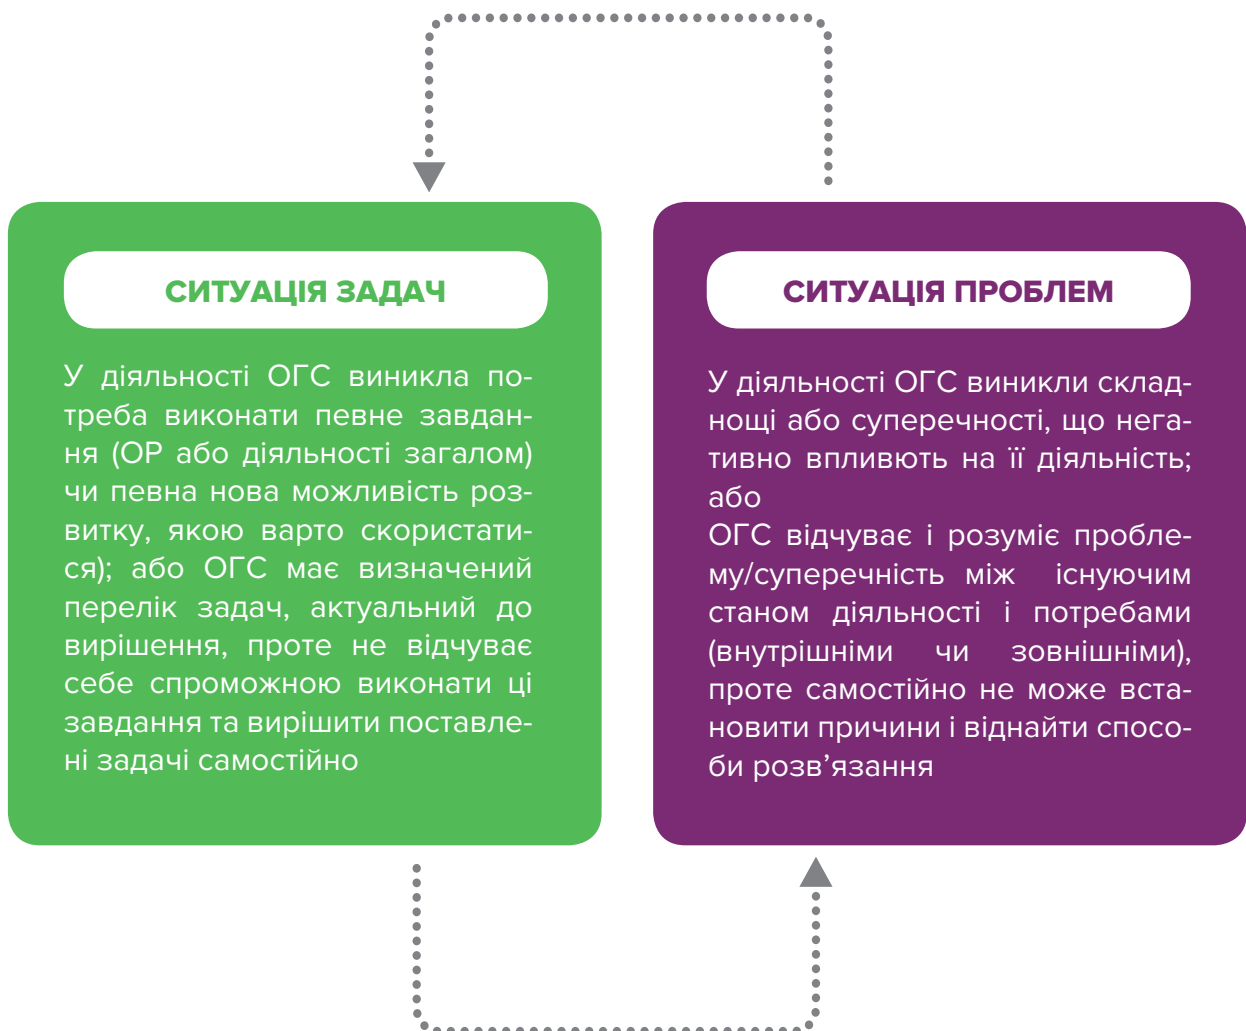 СИТУАЦІЯ ЗАДАЧ
У діяльності ОГС виникла по-
треба виконати певне завдан-
ня (ОР або діяльності загалом)
чи певна нова можливість роз-
витку, якою варто скористати-
ся); або ОГС має визначений
перелік задач, актуальний до
вирішення, проте не відчуває
себе спроможною виконати ці
завдання та вирішити поставле-
ні задачі самостійно
СИТУАЦІЯ ПРОБЛЕМ
У діяльності ОГС виникли склад-
нощі або суперечності, що нега-
тивно впливють на її діяльність;
або
ОГС відчуває і розуміє пробле-
му/суперечність між існуючим
станом діяльності і потребами
(внутрішніми чи зовнішніми),
проте самостійно не може вста-
новити причини і віднайти спосо-
би розв’язання